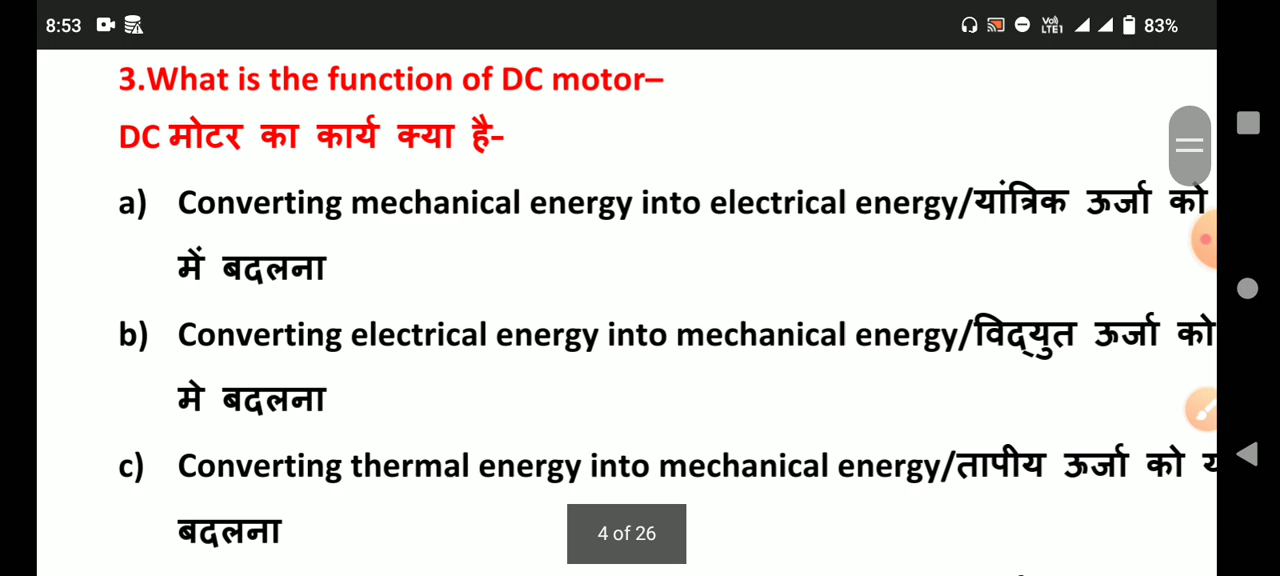 8:53 Vo) LTE1 83%
3.What is the function of DC motor–
DC मोटर का कार्य क्या है-
a) Converting mechanical energy into electrical energy/यांत्रिक ऊर्जा को
में बदलना
b) Converting electrical energy into mechanical energy/विद्युत ऊर्जा को
मे बदलना
c) Converting thermal energy into mechanical energy/तापीय ऊर्जा को
बदलना
4 of 26